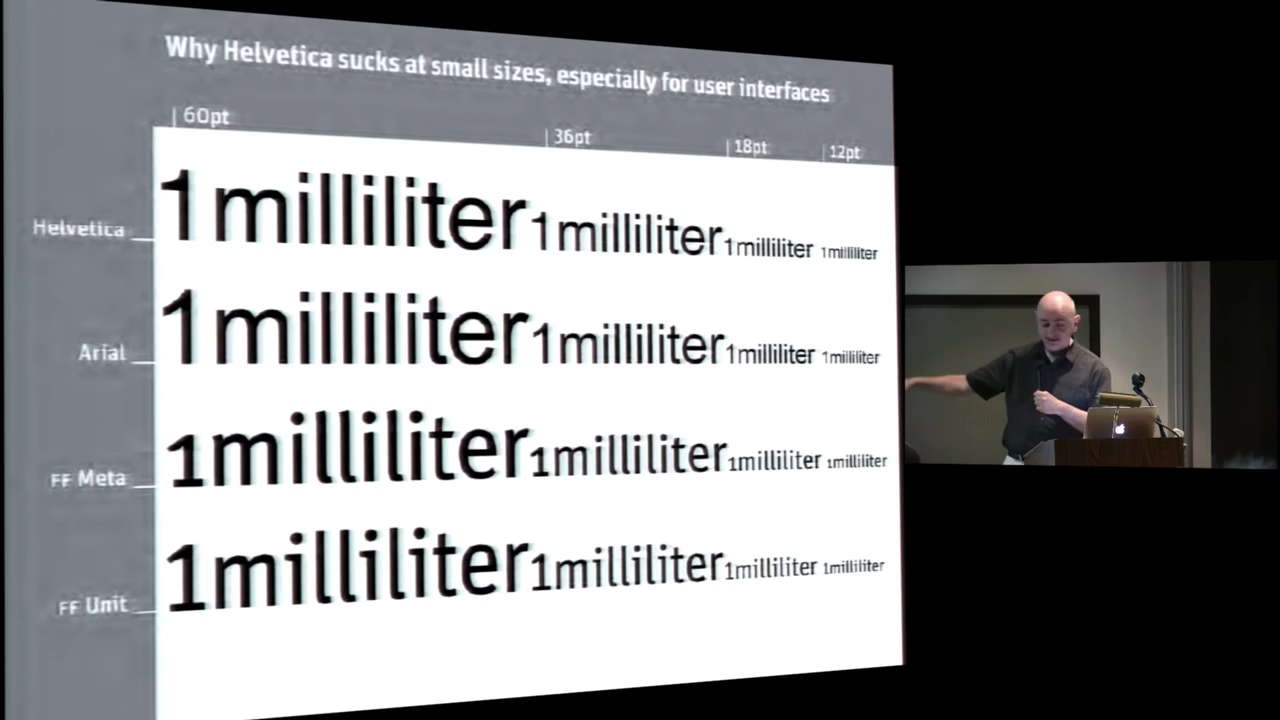 Why Helvetica sucks at small sizes, especially for user interfaces
60pt 36pt 18pt 12pt
Helvetica 1milliliter 1milliliter 1milliliter 1milliliter
Arial 1milliliter 1milliliter 1milliliter 1milliliter
FF Meta 1milliliter 1milliliter 1milliliter 1milliliter
FF Unit 1milliliter 1milliliter 1milliliter 1milliliter